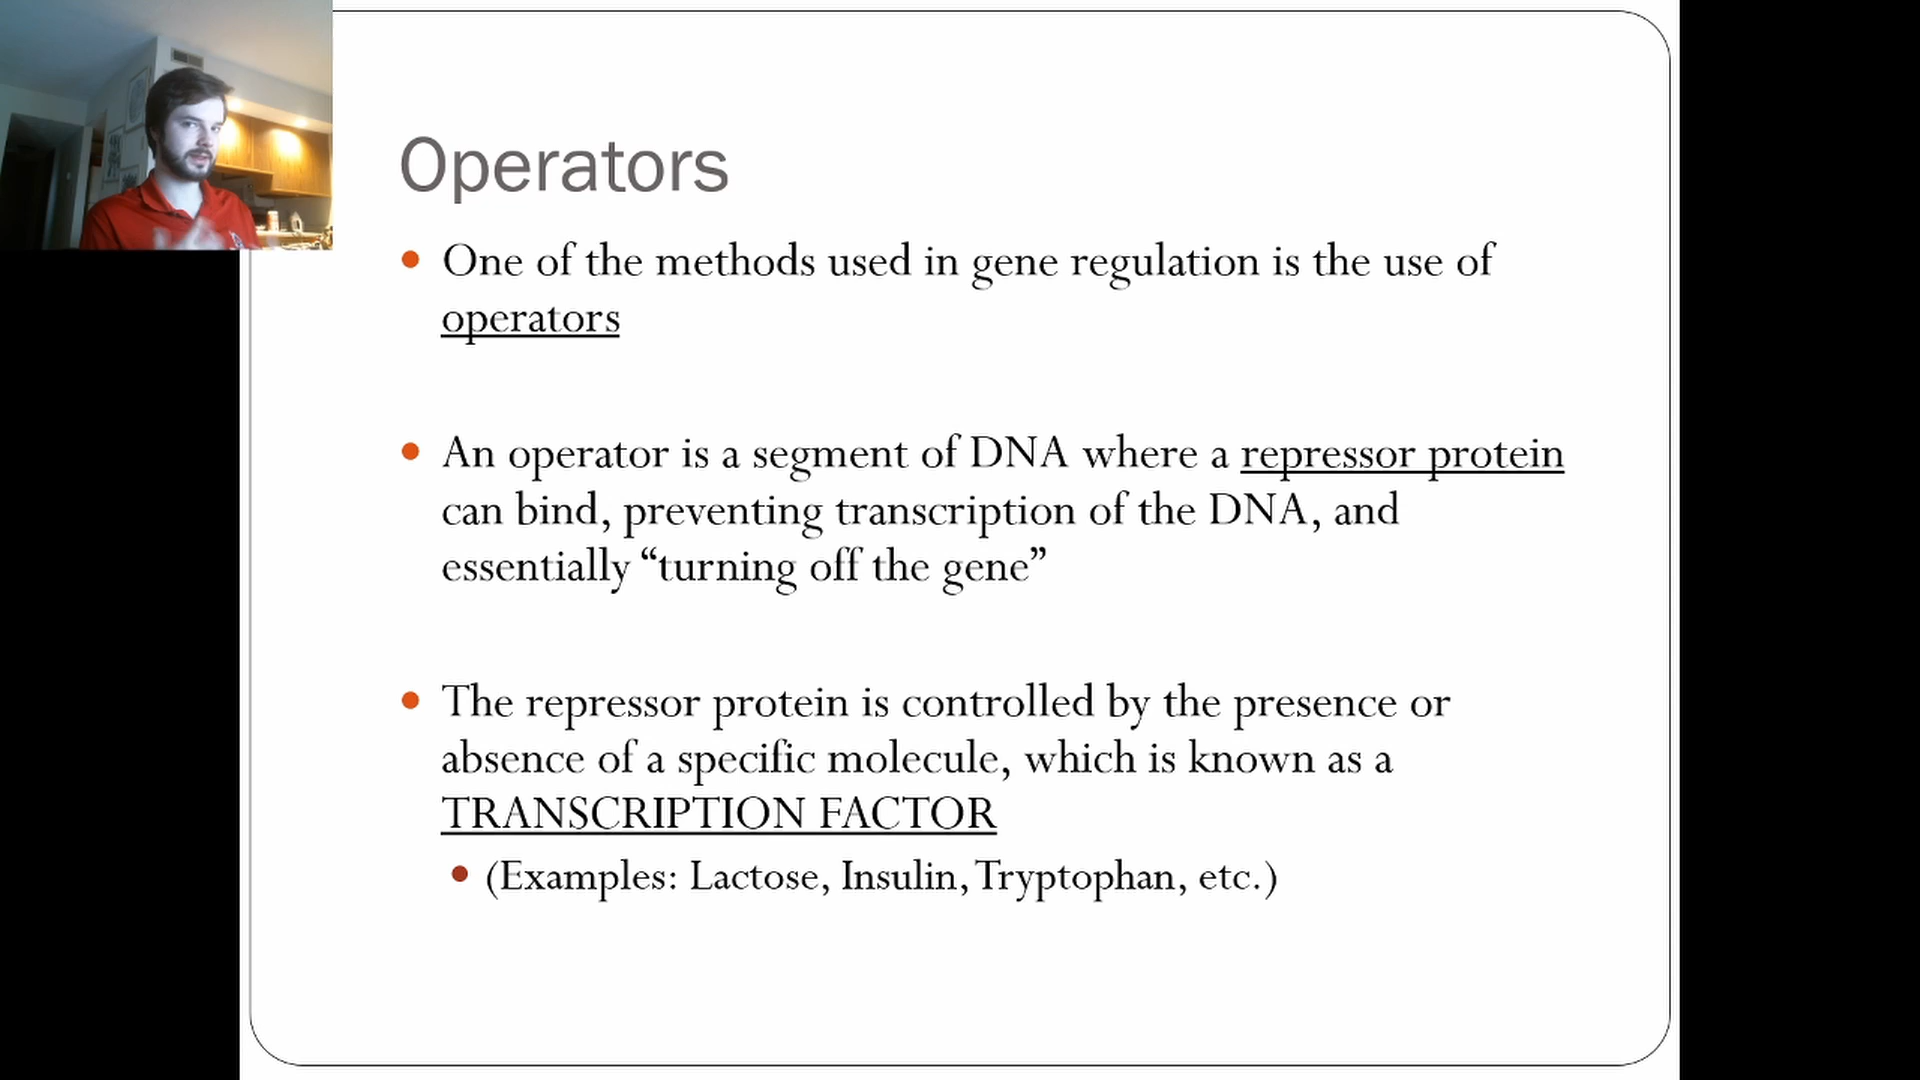 Operators
One of the methods used in gene regulation is the use of
operators
An operator is a segment of DNA where a repressor protein
can bind, preventing transcription of the DNA, and
essentially “turning off the gene”
The repressor protein is controlled by the presence or
absence of a specific molecule, which is known as a
TRANSCRIPTION FACTOR
(Examples: Lactose, Insulin, Tryptophan, etc.)